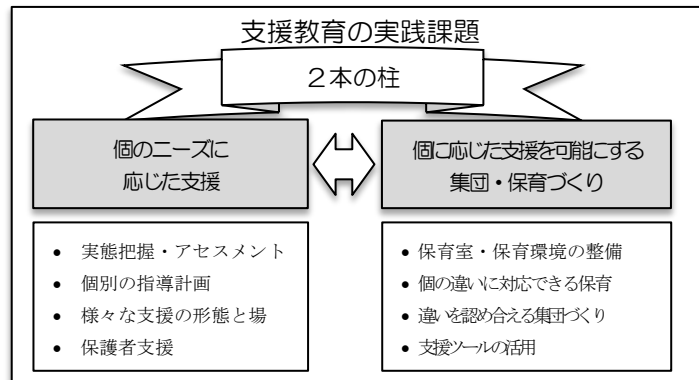 支援教育の実践課題
２本の柱
個のニーズに
応じた支援
個に応じた支援を可能にする
集団・保育づくり
• 実態把握・アセスメント
• 個別の指導計画
• 様々な支援の形態と場
• 保護者支援
• 保育室・保育環境の整備
• 個の違いに対応できる保育
• 違いを認め合える集団づくり
• 支援ツールの活用